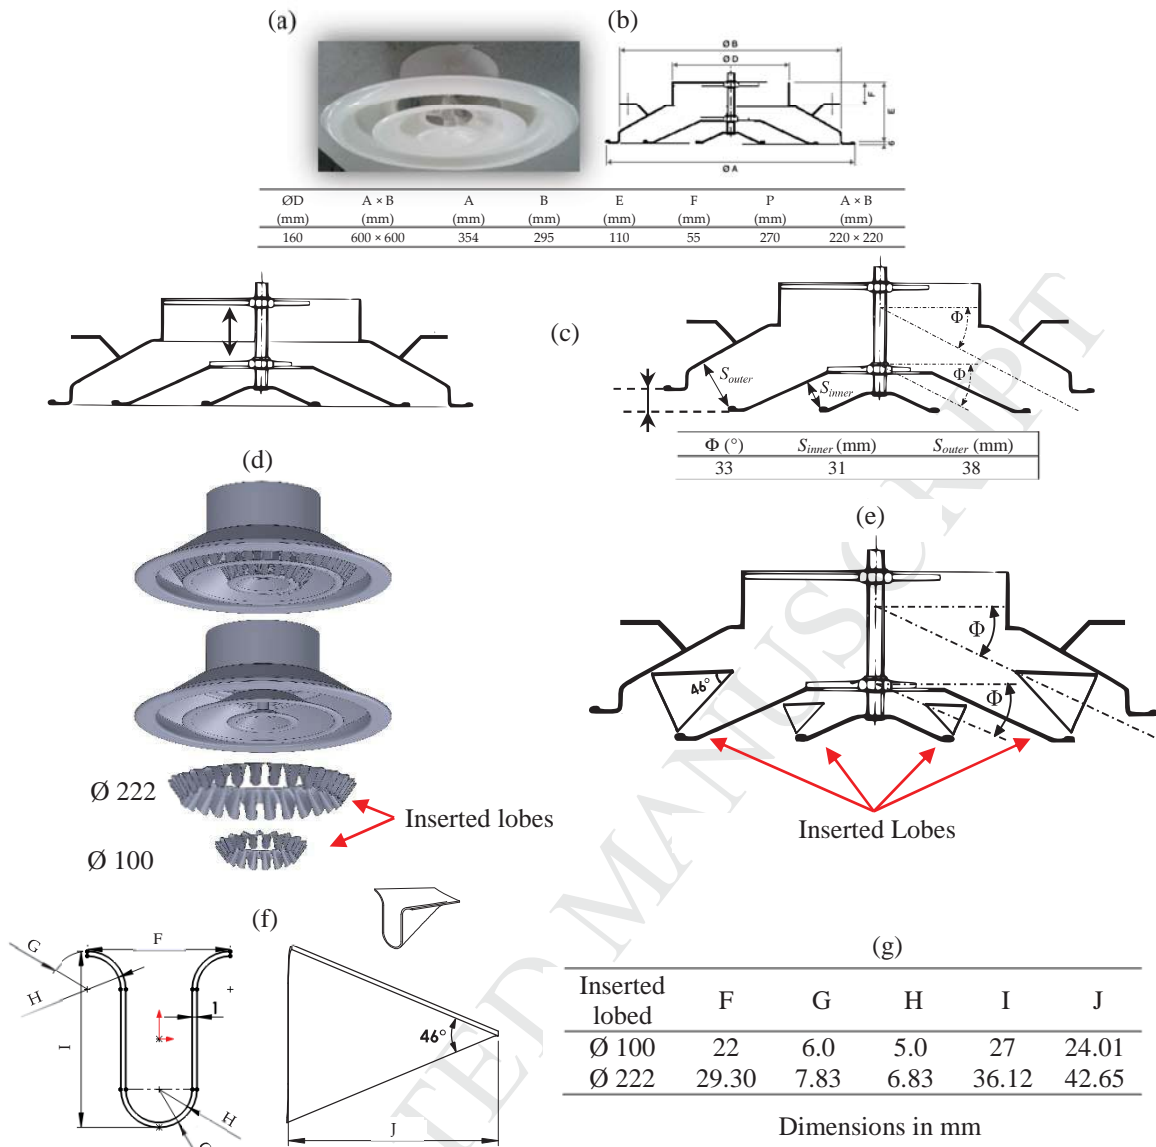 (a)
(b)
Ø B
Ø D
F
E
6
Ø A
ØD A × B A B E F P A × B
(mm) (mm) (mm) (mm) (mm) (mm) (mm) (mm)
160 600 × 600 354 295 110 55 270 220 × 220
(c)
Φ
Φ
S_outer
S_inner
Φ (°) S_inner (mm) S_outer (mm)
33 31 38
(d)
(e)
Φ
46°
Φ
Ø 222
Inserted lobes
Ø 100
Inserted Lobes
(f)
F
G
H
1
I
H
G
46°
J
(g)
Inserted lobed F G H I J
Ø 100 22 6.0 5.0 27 24.01
Ø 222 29.30 7.83 6.83 36.12 42.65
Dimensions in mm
TED MANUSCRIPT